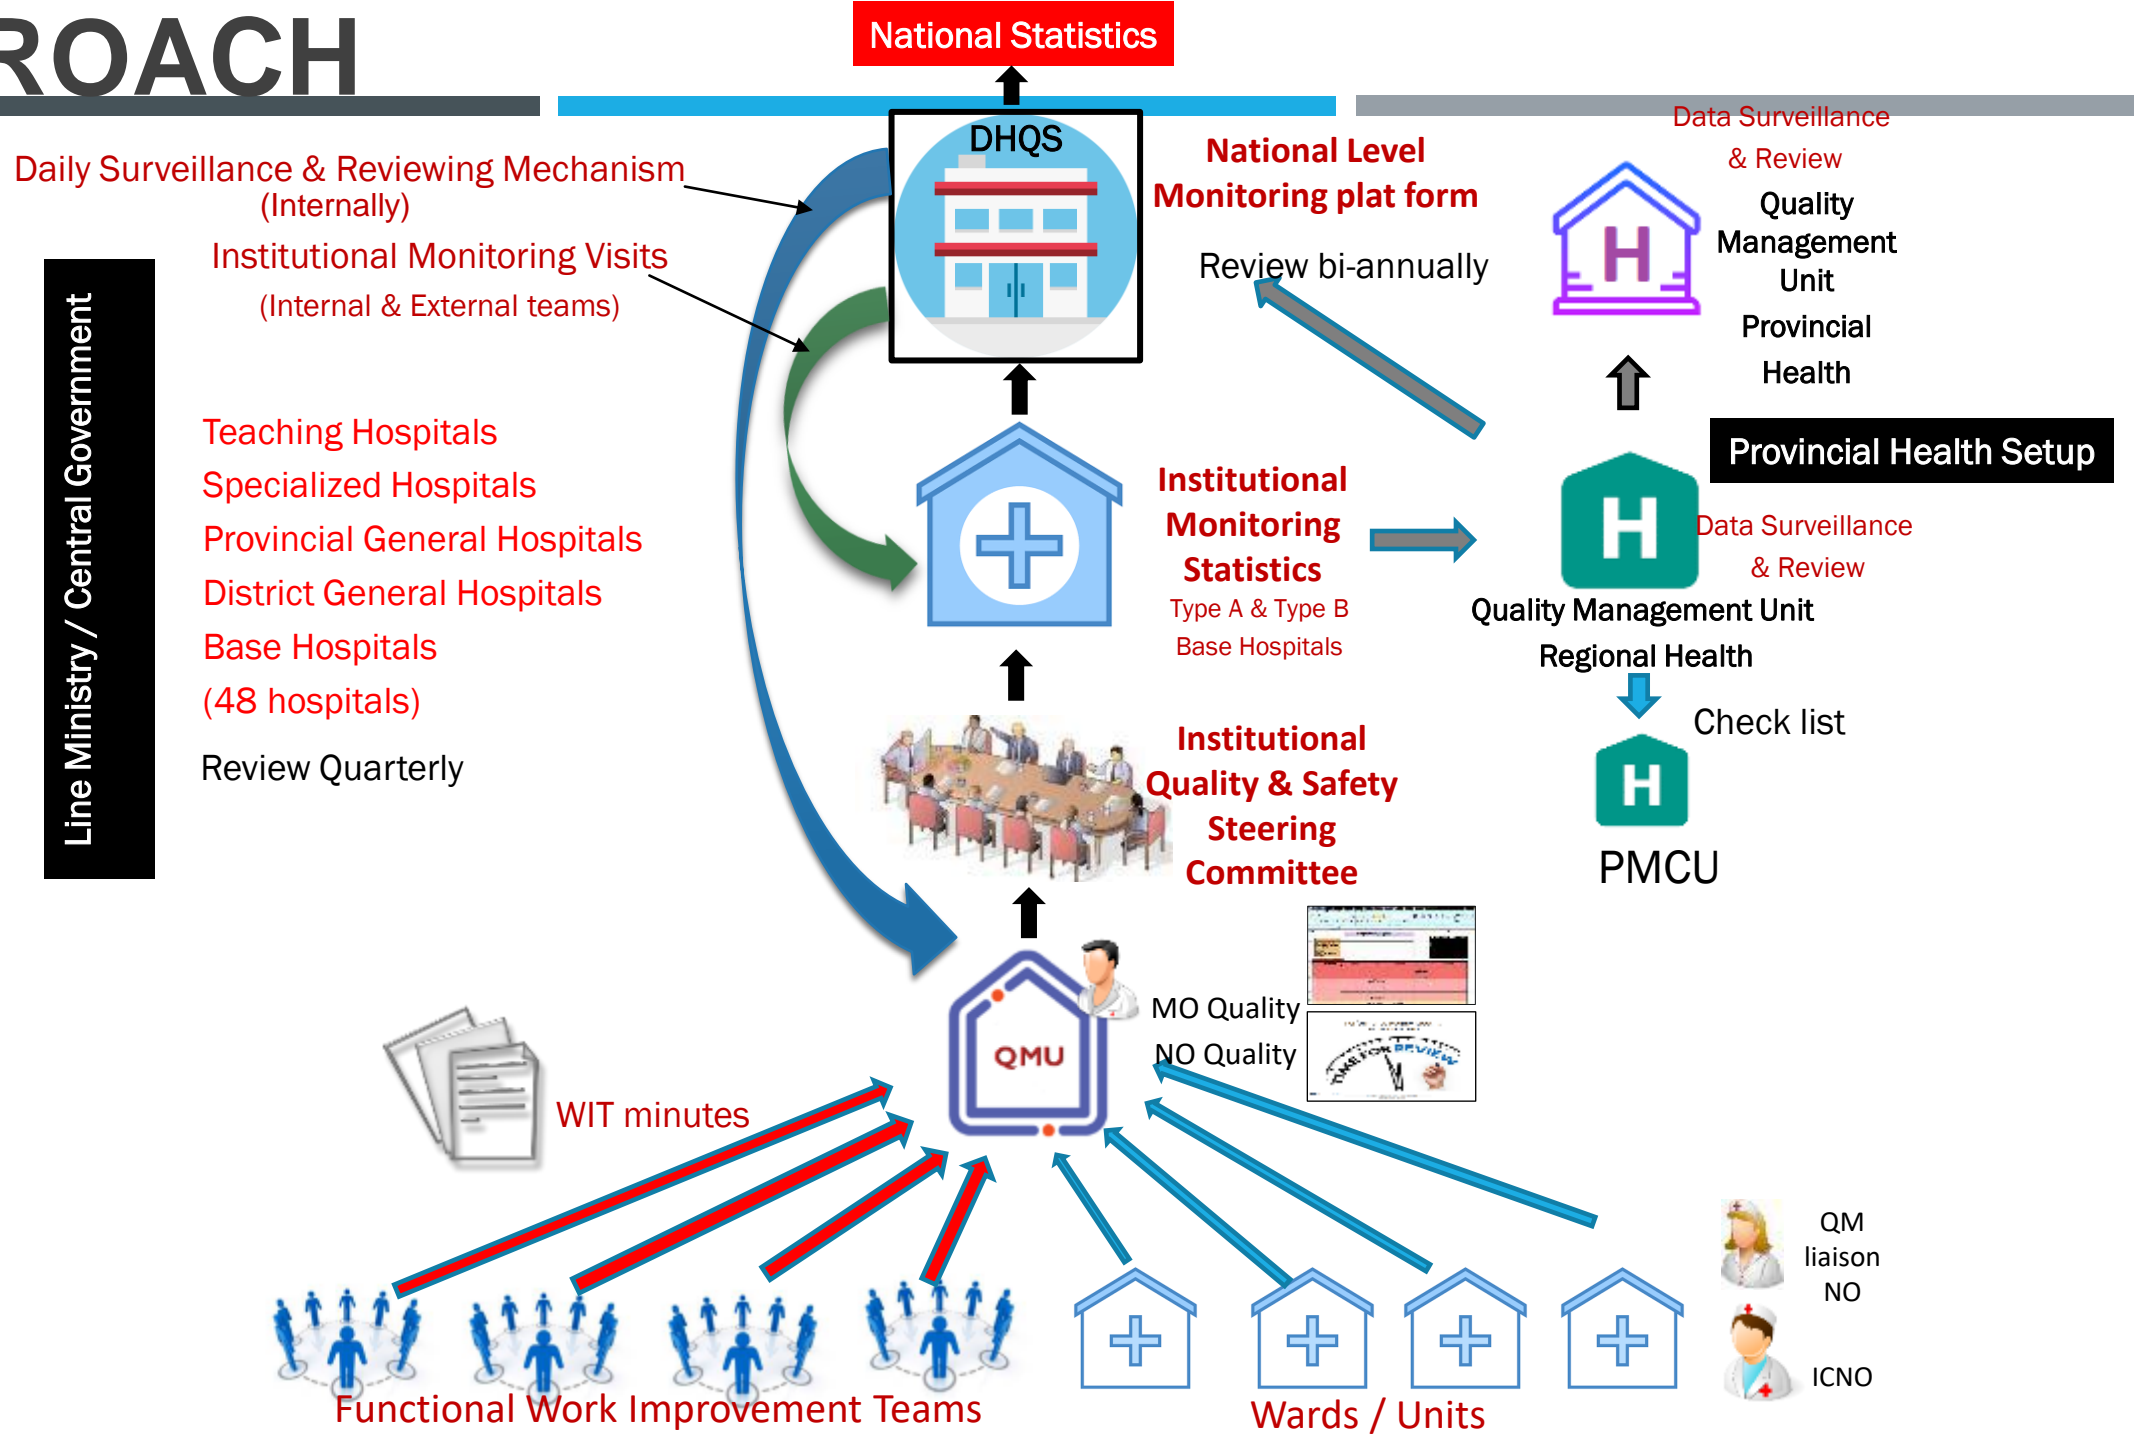 ROACH
National Statistics
DHQS
Daily Surveillance & Reviewing Mechanism
(Internally)
Institutional Monitoring Visits
(Internal & External teams)
Line Ministry / Central Government
Teaching Hospitals
Specialized Hospitals
Provincial General Hospitals
District General Hospitals
Base Hospitals
(48 hospitals)
Review Quarterly
National Level
Monitoring plat form
Review bi-annually
Data Surveillance
& Review
H
Quality
Management
Unit
Provincial
Health
Provincial Health Setup
Institutional
Monitoring
Statistics
Type A & Type B
Base Hospitals
H
Data Surveillance
& Review
Quality Management Unit
Regional Health
Check list
H
PMCU
Institutional
Quality & Safety
Steering
Committee
QMU
MO Quality
NO Quality
TIME FOR REVIEW
WIT minutes
Functional Work Improvement Teams
Wards / Units
QM
liaison
NO
ICNO